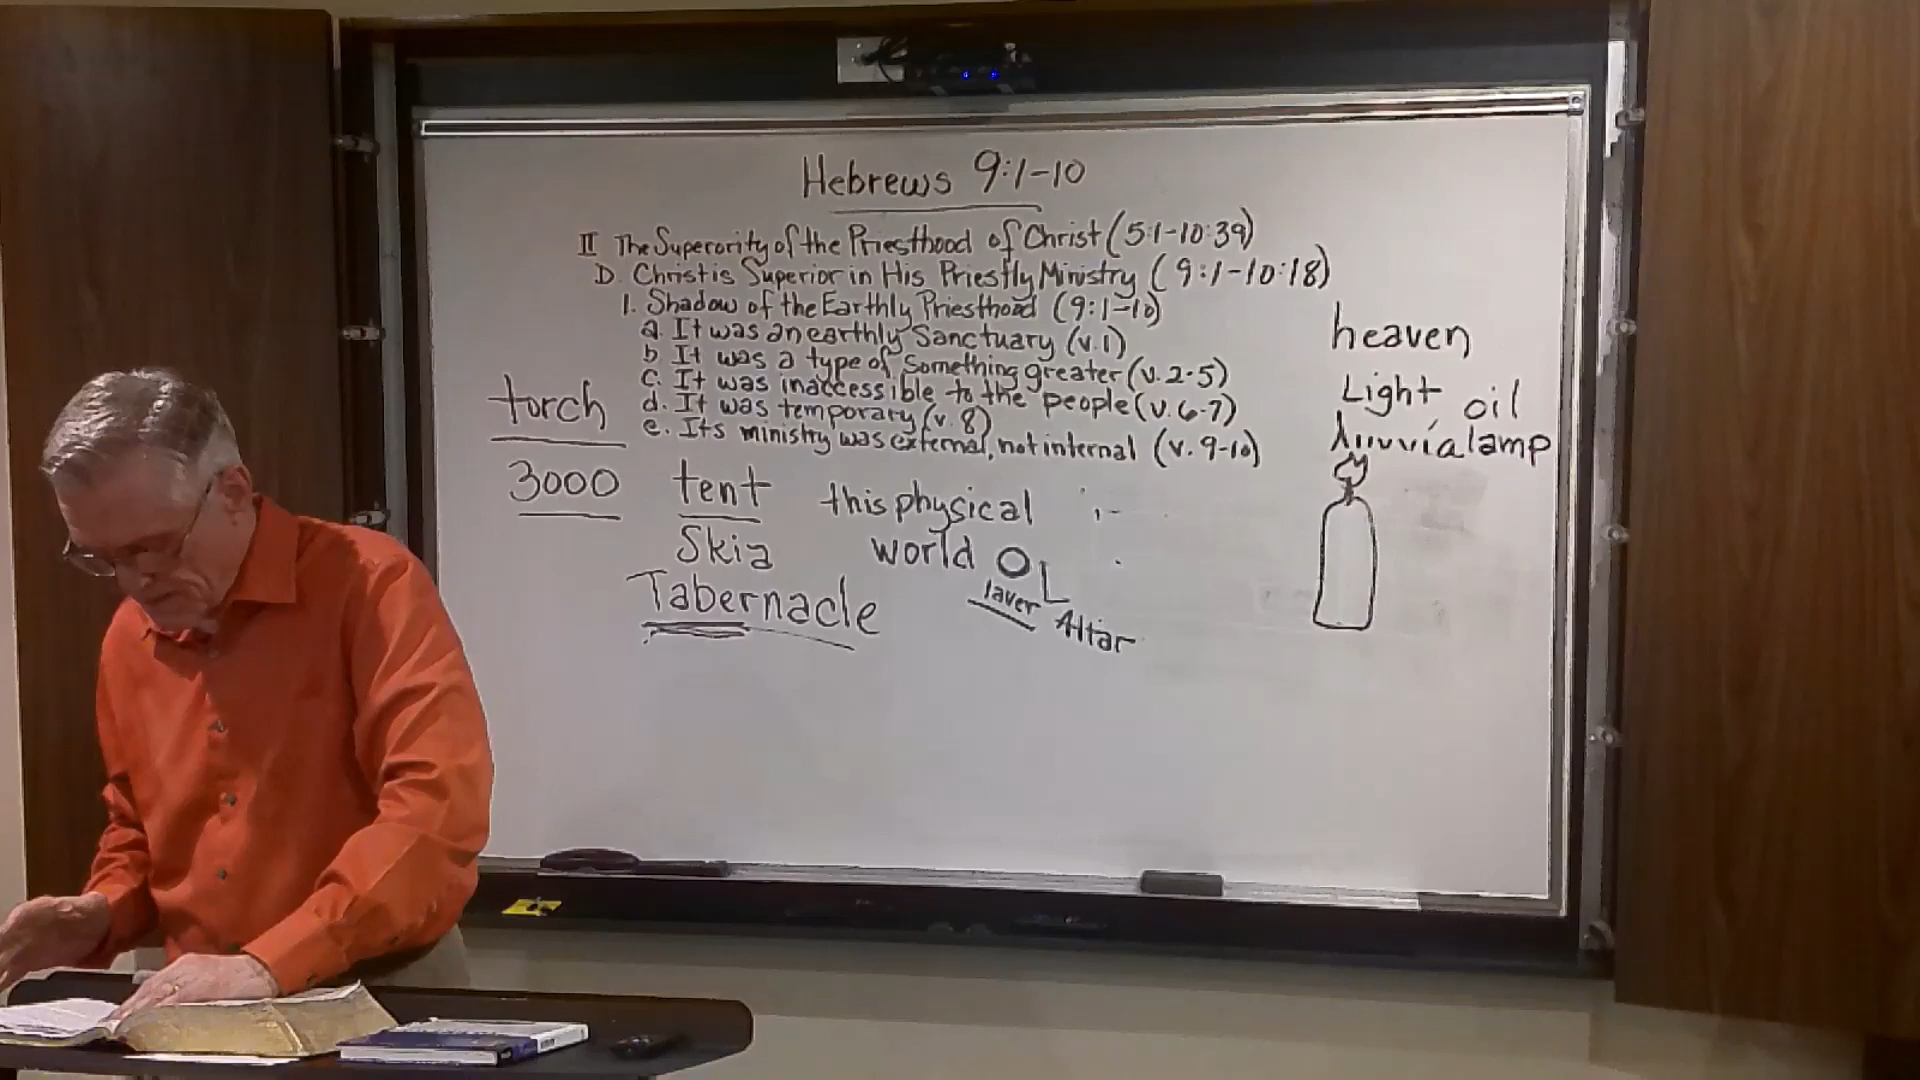 Hebrews 9:1-10
II The Superority of the Priesthood of Christ (5:1-10:39)
D. Christ is Superior in His Priestly Ministry (9:1-10:18)
1. Shadow of the Earthly Priesthood (9:1-10)
a. It was an earthly Sanctuary (v.1)
b. It was a type of Something greater (v. 2-5)
c. It was inaccessible to the people (v. 6-7)
d. It was temporary (v. 8)
e. Its ministry was external, not internal (v. 9-10)
torch
3000
tent
Skia
Tabernacle
this physical
world
laver
Altar
heaven
Light
oil
lamp